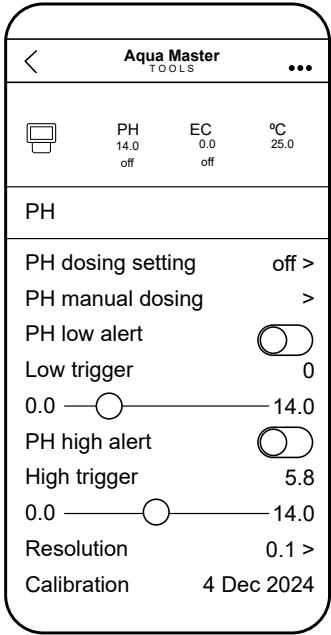 Aqua Master
TOOLS
PH EC ºC
14.0 0.0 25.0
off off
PH
PH dosing setting off >
PH manual dosing >
PH low alert
Low trigger 0
0.0 14.0
PH high alert
High trigger 5.8
0.0 14.0
Resolution 0.1 >
Calibration 4 Dec 2024